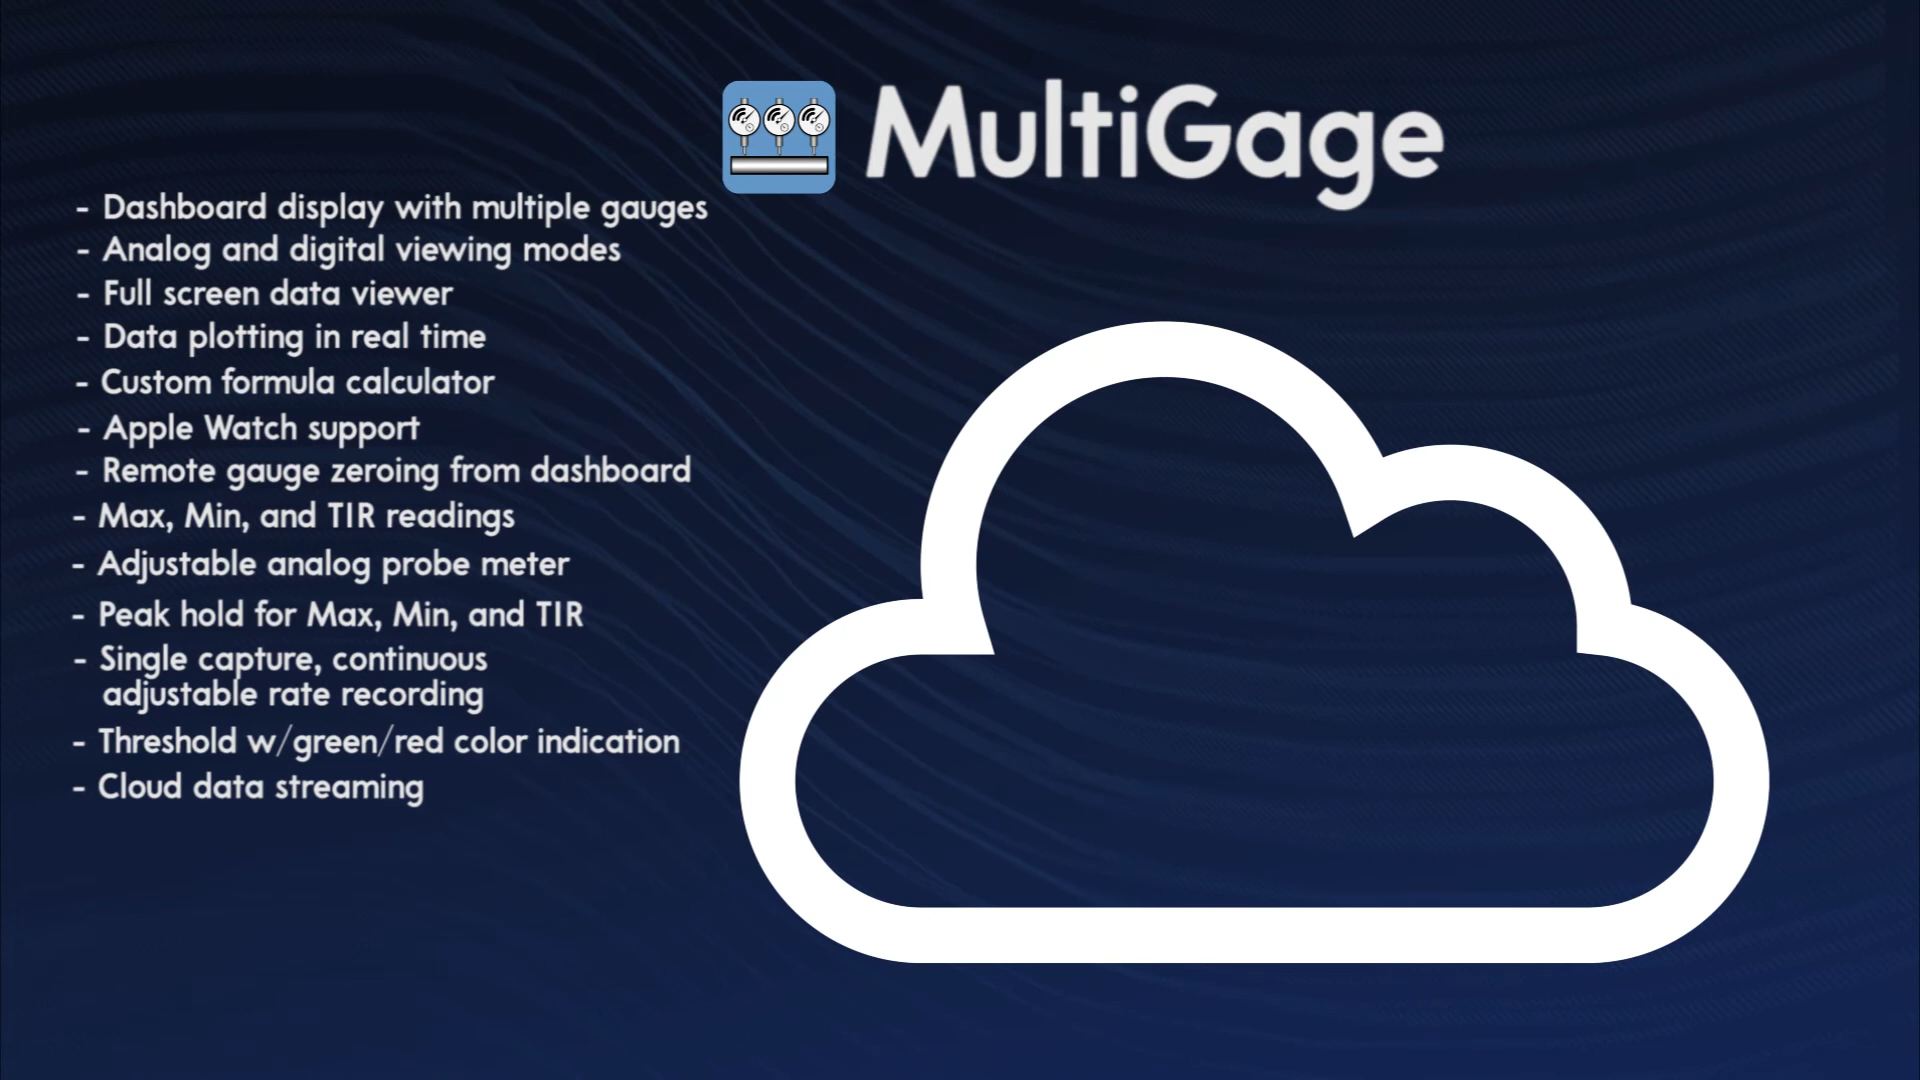 MultiGage
- Dashboard display with multiple gauges
- Analog and digital viewing modes
- Full screen data viewer
- Data plotting in real time
- Custom formula calculator
- Apple Watch support
- Remote gauge zeroing from dashboard
- Max, Min, and TIR readings
- Adjustable analog probe meter
- Peak hold for Max, Min, and TIR
- Single capture, continuous
adjustable rate recording
- Threshold w/green/red color indication
- Cloud data streaming